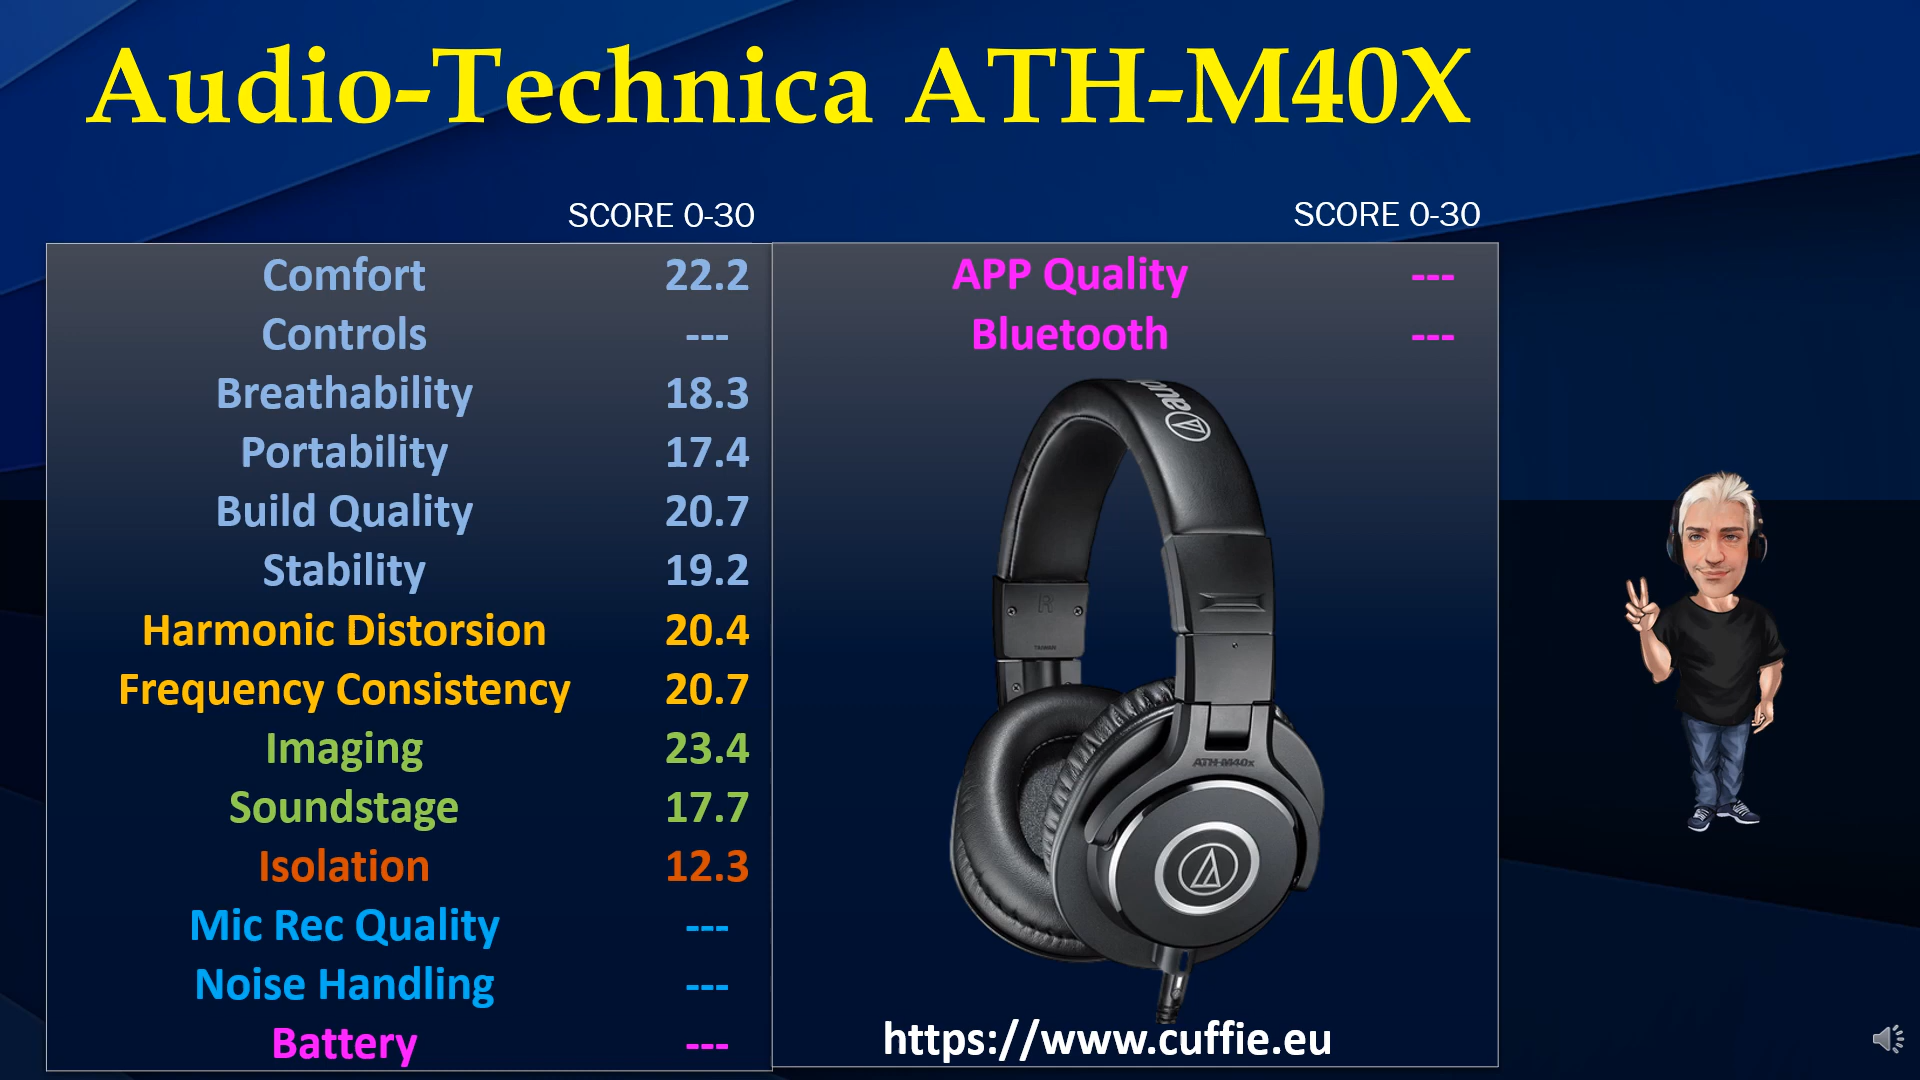 Audio-Technica ATH-M40X
SCORE 0-30
SCORE 0-30
Comfort 22.2
Controls ---
Breathability 18.3
Portability 17.4
Build Quality 20.7
Stability 19.2
Harmonic Distorsion 20.4
Frequency Consistency 20.7
Imaging 23.4
Soundstage 17.7
Isolation 12.3
Mic Rec Quality ---
Noise Handling ---
Battery ---
APP Quality ---
Bluetooth ---
audio
R
TAIWAN
ATH-M40x
https://www.cuffie.eu